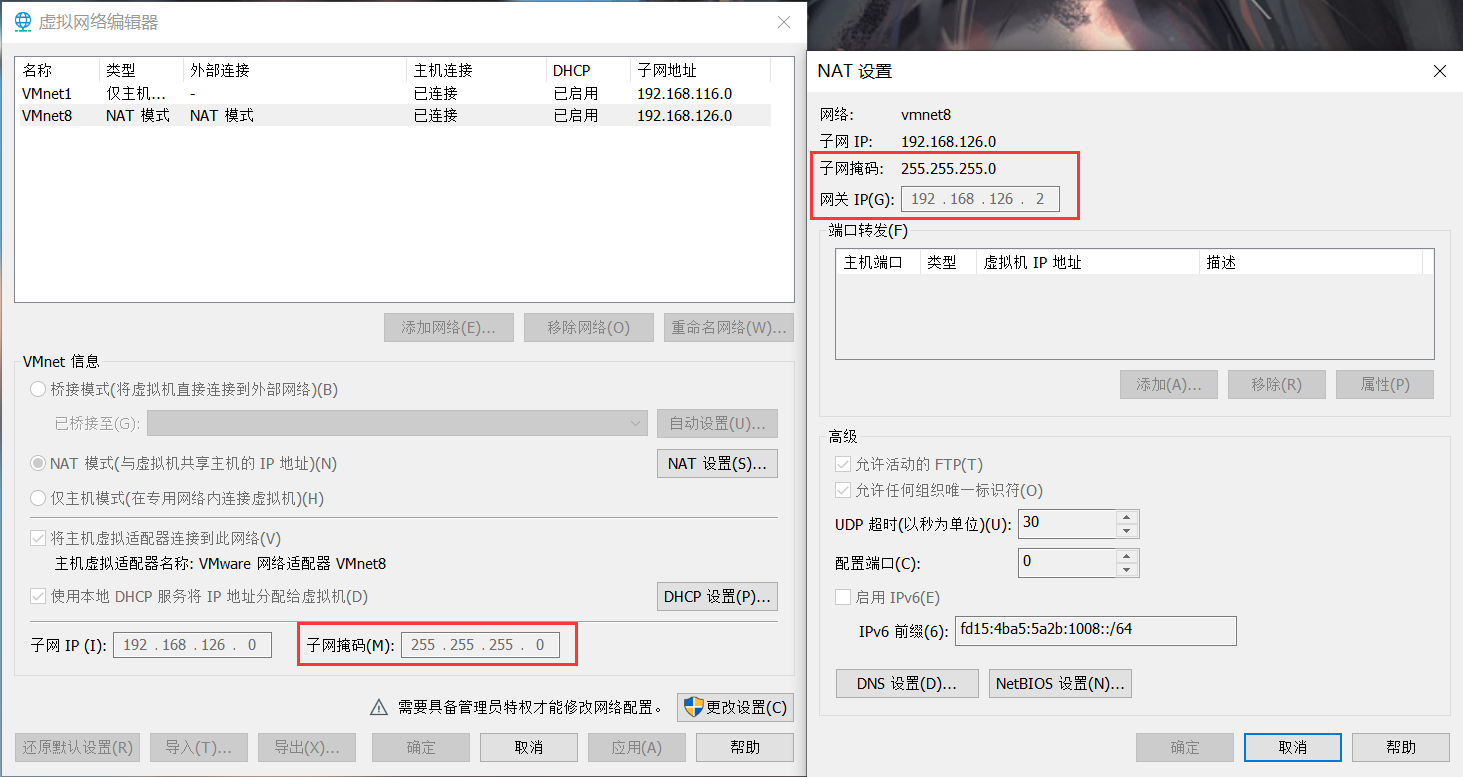 虚拟网络编辑器
名称 类型 外部连接 主机连接 DHCP 子网地址
VMnet1 仅主机... - 已连接 已启用 192.168.116.0
VMnet8 NAT 模式 NAT 模式 已连接 已启用 192.168.126.0
添加网络(E)... 移除网络(O) 重命名网络(W)...
VMnet 信息
桥接模式(将虚拟机直接连接到外部网络)(B)
已桥接至(G): 自动设置(U)...
NAT 模式(与虚拟机共享主机的 IP 地址)(N) NAT 设置(S)...
仅主机模式(在专用网络内连接虚拟机)(H)
将主机虚拟适配器连接到此网络(V)
主机虚拟适配器名称: VMware 网络适配器 VMnet8
使用本地 DHCP 服务将 IP 地址分配给虚拟机(D) DHCP 设置(P)...
子网 IP (I): 192 . 168 . 126 . 0 子网掩码(M): 255 . 255 . 255 . 0
需要具备管理员特权才能修改网络配置。 更改设置(C)
还原默认设置(R) 导入(T)... 导出(X)... 确定 取消 应用(A) 帮助
NAT 设置
网络: vmnet8
子网 IP: 192.168.126.0
子网掩码: 255.255.255.0
网关 IP(G): 192 . 168 . 126 . 2
端口转发(F)
主机端口 类型 虚拟机 IP 地址 描述
添加(A)... 移除(R) 属性(P)
高级
允许活动的 FTP(T)
允许任何组织唯一标识符(O)
UDP 超时(以秒为单位)(U): 30
配置端口(C): 0
启用 IPv6(E)
IPv6 前缀(6): fd15:4ba5:5a2b:1008::/64
DNS 设置(D)... NetBIOS 设置(N)...
确定 取消 帮助